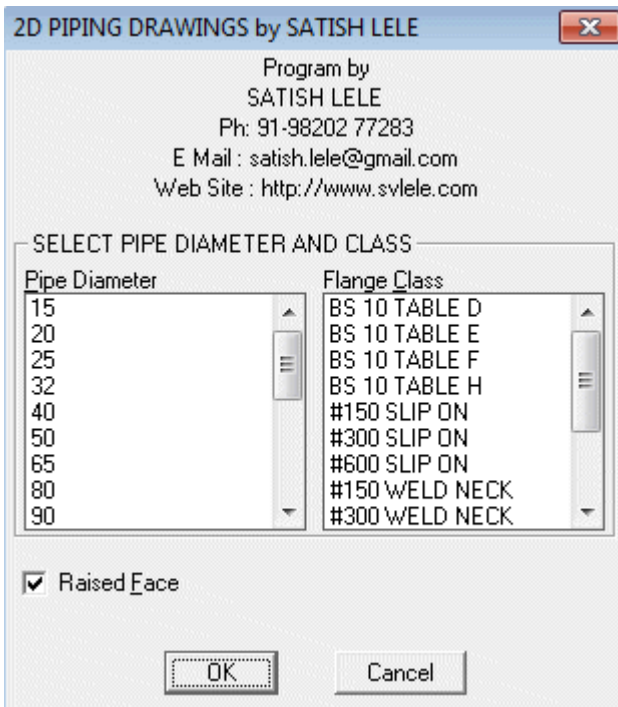 2D PIPING DRAWINGS by SATISH LELE
Program by
SATISH LELE
Ph: 91-98202 77283
E Mail : satish.lele@gmail.com
Web Site : http://www.svlele.com
SELECT PIPE DIAMETER AND CLASS
Pipe Diameter
15
20
25
32
40
50
65
80
90
Flange Class
BS 10 TABLE D
BS 10 TABLE E
BS 10 TABLE F
BS 10 TABLE H
#150 SLIP ON
#300 SLIP ON
#600 SLIP ON
#150 WELD NECK
#300 WELD NECK
Raised Face
OK
Cancel